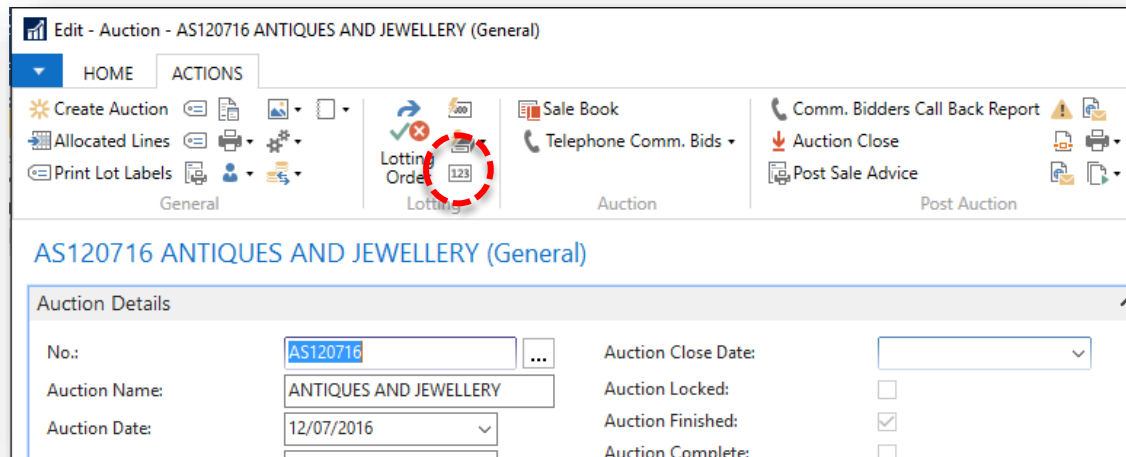 Edit - Auction - AS120716 ANTIQUES AND JEWELLERY (General)
HOME ACTIONS
Create Auction
Allocated Lines
Print Lot Labels
General
Lotting
Order
123
Lotting
Sale Book
Telephone Comm. Bids
Auction
Comm. Bidders Call Back Report
Auction Close
Post Sale Advice
Post Auction
AS120716 ANTIQUES AND JEWELLERY (General)
Auction Details
No.: AS120716 ... Auction Close Date:
Auction Name: ANTIQUES AND JEWELLERY Auction Locked:
Auction Date: 12/07/2016 Auction Finished:
Auction Complete: